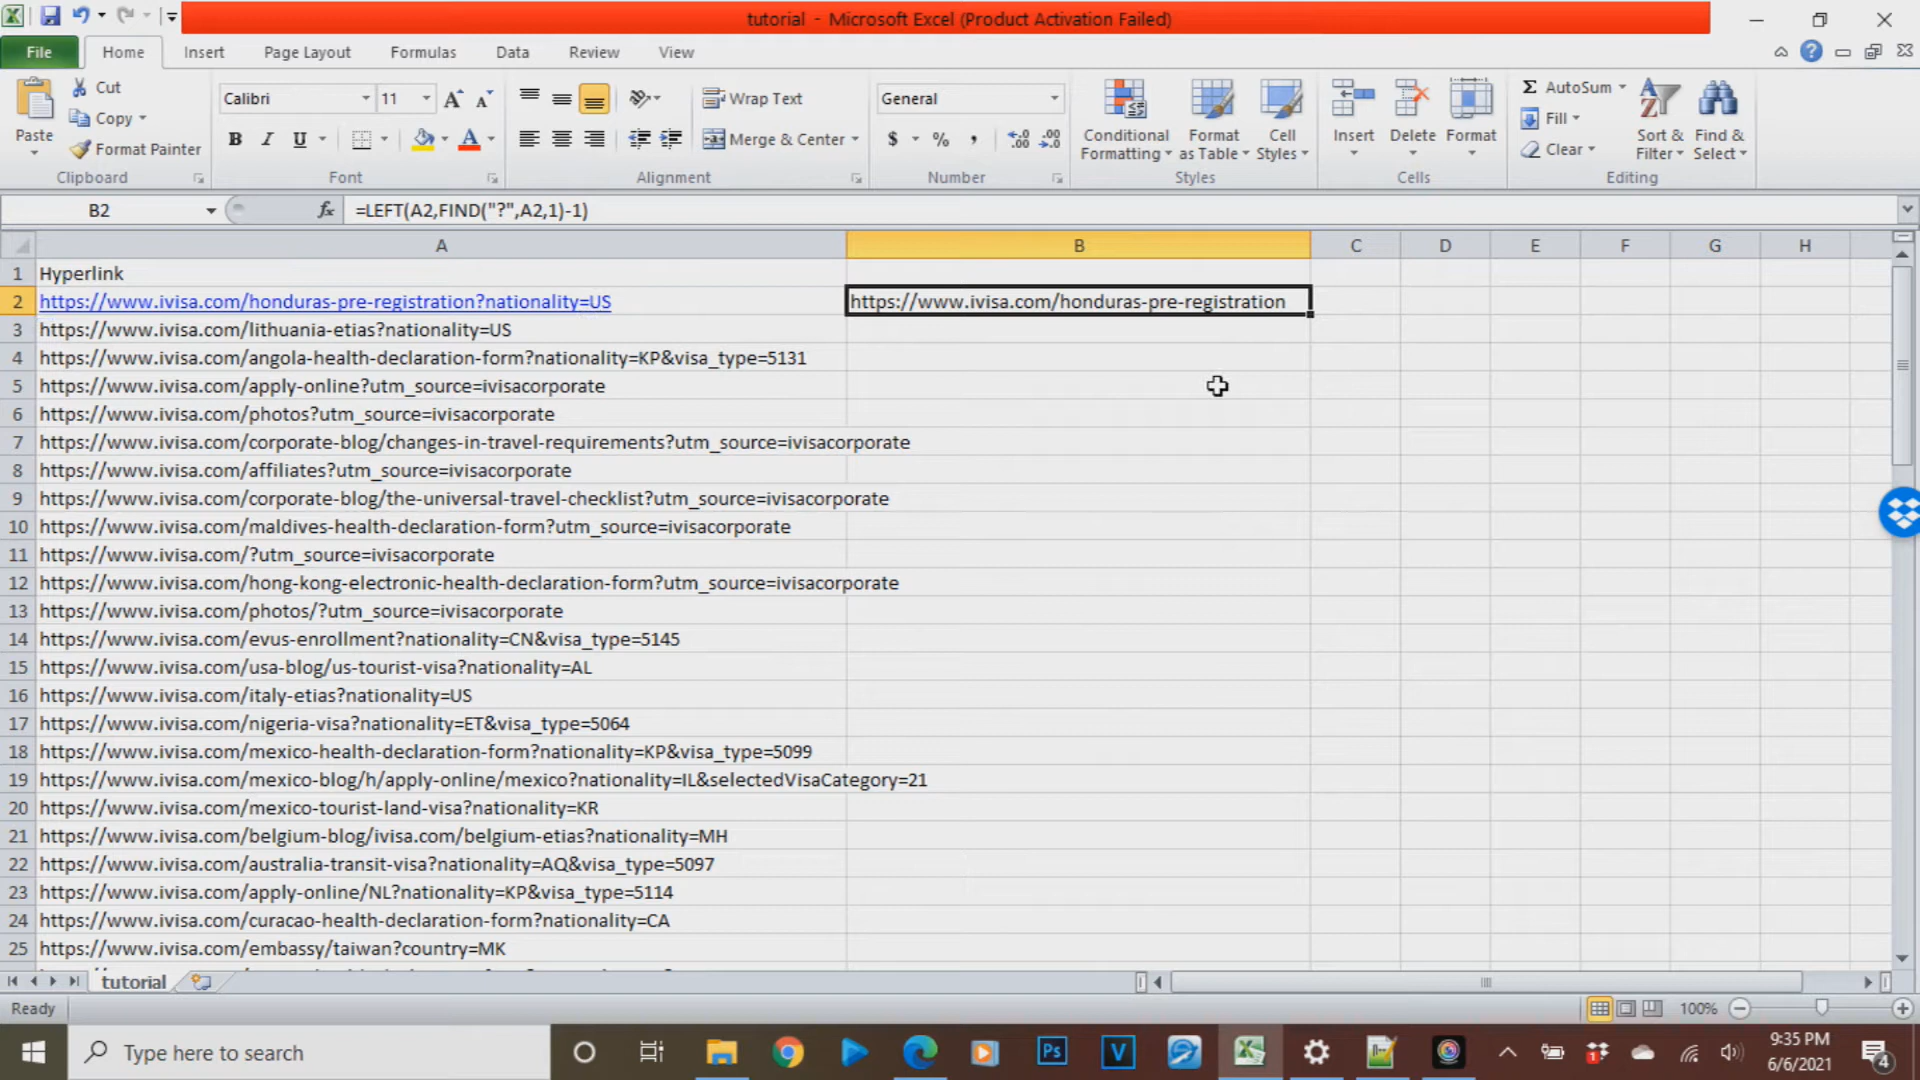 tutorial - Microsoft Excel (Product Activation Failed)
File Home Insert Page Layout Formulas Data Review View
Paste
Cut
Copy
Format Painter
Clipboard
Calibri 11
B I U
Font
Wrap Text
Merge & Center
Alignment
General
$ % ,
Number
Conditional Formatting
Format as Table
Cell Styles
Styles
Insert Delete Format
Cells
Σ AutoSum
Fill
Clear
Sort & Filter
Find & Select
Editing
B2 fx =LEFT(A2,FIND("?",A2,1)-1)
A B C D E F G H
1 Hyperlink
2 https://www.ivisa.com/honduras-pre-registration?nationality=US https://www.ivisa.com/honduras-pre-registration
3 https://www.ivisa.com/lithuania-etias?nationality=US
4 https://www.ivisa.com/angola-health-declaration-form?nationality=KP&visa_type=5131
5 https://www.ivisa.com/apply-online?utm_source=ivisacorporate
6 https://www.ivisa.com/photos?utm_source=ivisacorporate
7 https://www.ivisa.com/corporate-blog/changes-in-travel-requirements?utm_source=ivisacorporate
8 https://www.ivisa.com/affiliates?utm_source=ivisacorporate
9 https://www.ivisa.com/corporate-blog/the-universal-travel-checklist?utm_source=ivisacorporate
10 https://www.ivisa.com/maldives-health-declaration-form?utm_source=ivisacorporate
11 https://www.ivisa.com/?utm_source=ivisacorporate
12 https://www.ivisa.com/hong-kong-electronic-health-declaration-form?utm_source=ivisacorporate
13 https://www.ivisa.com/photos/?utm_source=ivisacorporate
14 https://www.ivisa.com/evus-enrollment?nationality=CN&visa_type=5145
15 https://www.ivisa.com/usa-blog/us-tourist-visa?nationality=AL
16 https://www.ivisa.com/italy-etias?nationality=US
17 https://www.ivisa.com/nigeria-visa?nationality=ET&visa_type=5064
18 https://www.ivisa.com/mexico-health-declaration-form?nationality=KP&visa_type=5099
19 https://www.ivisa.com/mexico-blog/h/apply-online/mexico?nationality=IL&selectedVisaCategory=21
20 https://www.ivisa.com/mexico-tourist-land-visa?nationality=KR
21 https://www.ivisa.com/belgium-blog/ivisa.com/belgium-etias?nationality=MH
22 https://www.ivisa.com/australia-transit-visa?nationality=AQ&visa_type=5097
23 https://www.ivisa.com/apply-online/NL?nationality=KP&visa_type=5114
24 https://www.ivisa.com/curacao-health-declaration-form?nationality=CA
25 https://www.ivisa.com/embassy/taiwan?country=MK
tutorial
Ready 100%
Type here to search
Ps V
9:35 PM
6/6/2021
4